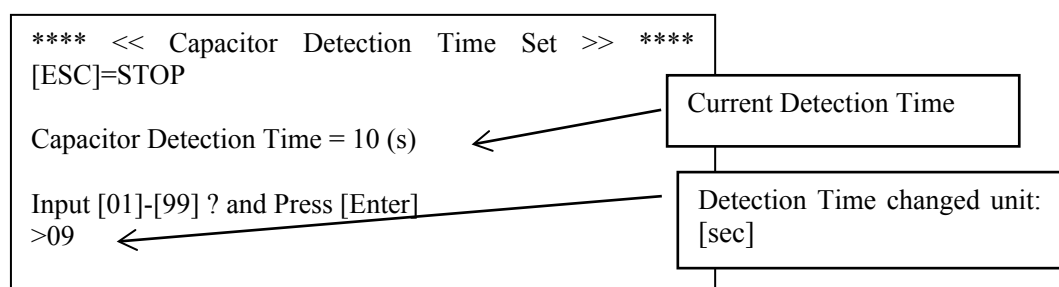 **** << Capacitor Detection Time Set >> ****
[ESC]=STOP
Current Detection Time
Capacitor Detection Time = 10 (s)
Input [01]-[99] ? and Press [Enter]
>09
Detection Time changed unit:
[sec]